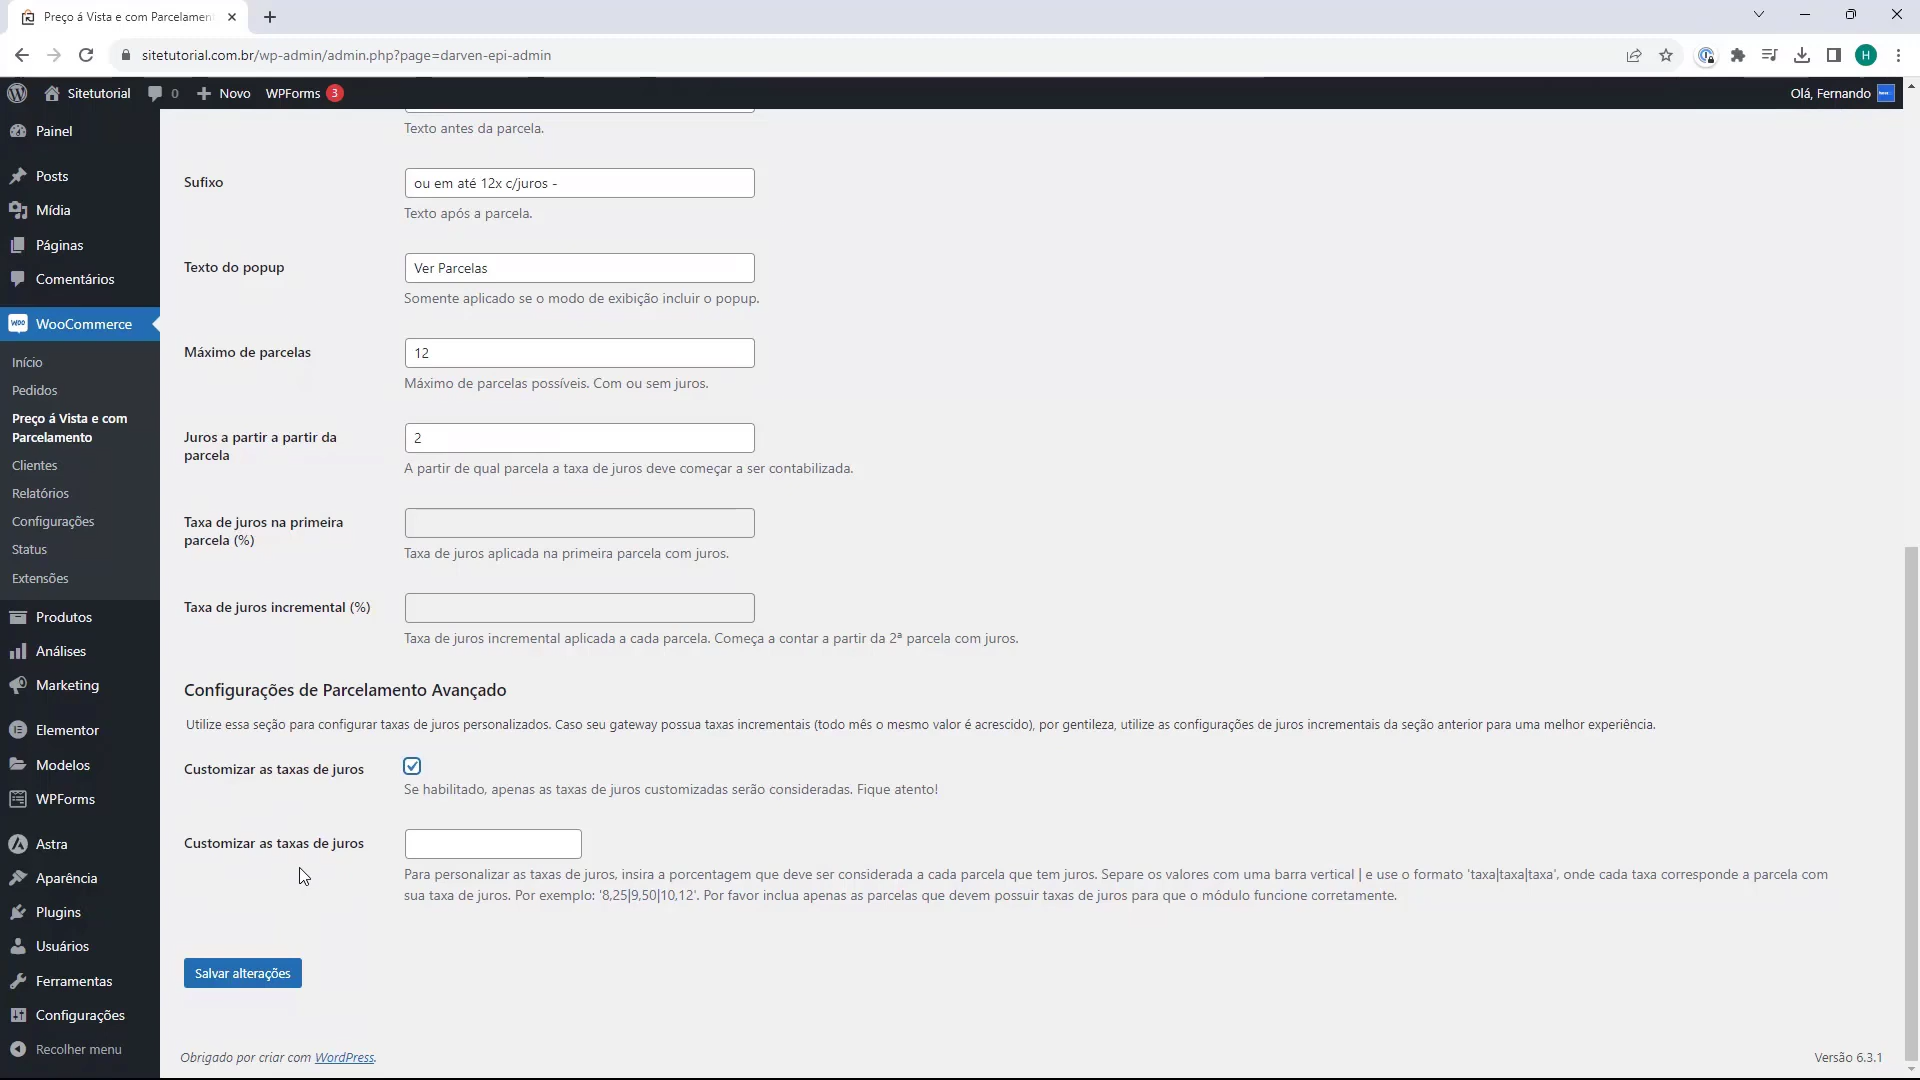 Preço á Vista e com Parcelamen
sitetutorial.com.br/wp-admin/admin.php?page=darven-epi-admin
H
Sitetutorial
0
Novo
WPForms 3
Olá, Fernando
Painel
Posts
Mídia
Páginas
Comentários
WOO WooCommerce
Início
Pedidos
Preço á Vista e com
Parcelamento
Clientes
Relatórios
Configurações
Status
Extensões
Produtos
Análises
Marketing
Elementor
Modelos
WPForms
Astra
Aparência
Plugins
Usuários
Ferramentas
Configurações
Recolher menu
Texto antes da parcela.
Sufixo
ou em até 12x c/juros -
Texto após a parcela.
Texto do popup
Ver Parcelas
Somente aplicado se o modo de exibição incluir o popup.
Máximo de parcelas
12
Máximo de parcelas possíveis. Com ou sem juros.
Juros a partir a partir da
parcela
2
A partir de qual parcela a taxa de juros deve começar a ser contabilizada.
Taxa de juros na primeira
parcela (%)
Taxa de juros aplicada na primeira parcela com juros.
Taxa de juros incremental (%)
Taxa de juros incremental aplicada a cada parcela. Começa a contar a partir da 2ª parcela com juros.
Configurações de Parcelamento Avançado
Utilize essa seção para configurar taxas de juros personalizados. Caso seu gateway possua taxas incrementais (todo mês o mesmo valor é acrescido), por gentileza, utilize as configurações de juros incrementais da seção anterior para uma melhor experiência.
Customizar as taxas de juros
Se habilitado, apenas as taxas de juros customizadas serão consideradas. Fique atento!
Customizar as taxas de juros
Para personalizar as taxas de juros, insira a porcentagem que deve ser considerada a cada parcela que tem juros. Separe os valores com uma barra vertical | e use o formato 'taxa|taxa|taxa', onde cada taxa corresponde a parcela com
sua taxa de juros. Por exemplo: '8,25|9,50|10,12'. Por favor inclua apenas as parcelas que devem possuir taxas de juros para que o módulo funcione corretamente.
Salvar alterações
Obrigado por criar com WordPress.
Versão 6.3.1